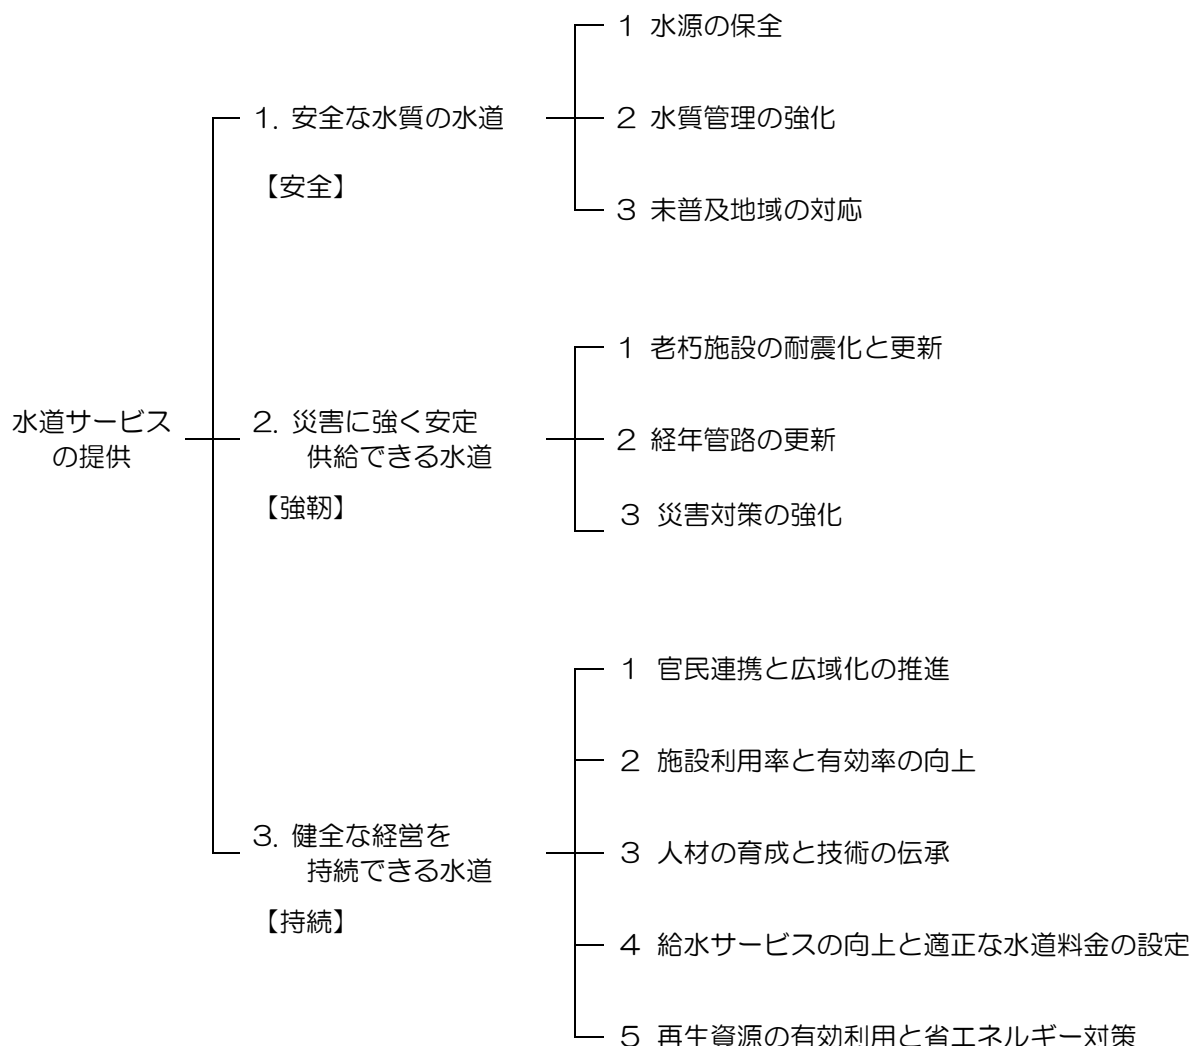 水道サービス
の提供
1. 安全な水質の水道
【安全】
1 水源の保全
2 水質管理の強化
3 未普及地域の対応
2. 災害に強く安定
供給できる水道
【強靭】
1 老朽施設の耐震化と更新
2 経年管路の更新
3 災害対策の強化
3. 健全な経営を
持続できる水道
【持続】
1 官民連携と広域化の推進
2 施設利用率と有効率の向上
3 人材の育成と技術の伝承
4 給水サービスの向上と適正な水道料金の設定
5 再生資源の有効利用と省エネルギー対策